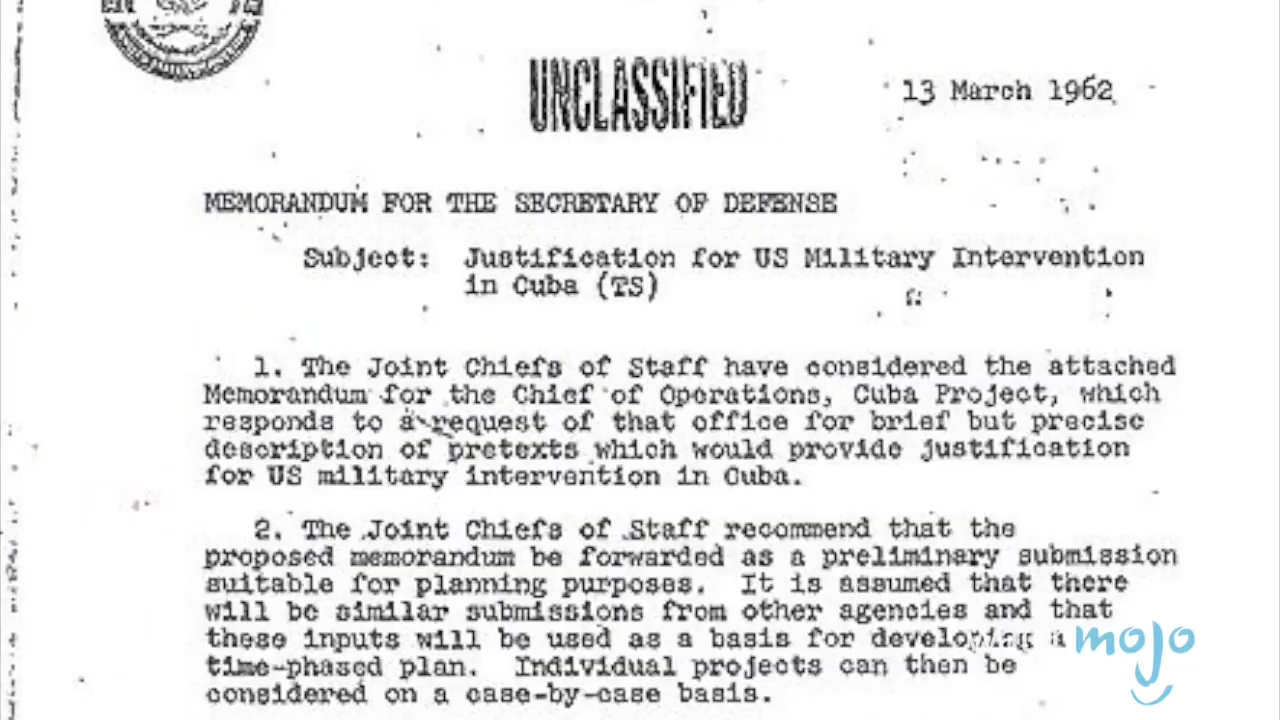 UNCLASSIFIED
13 March 1962
MEMORANDUM FOR THE SECRETARY OF DEFENSE
Subject: Justification for US Military Intervention
in Cuba (TS)
1. The Joint Chiefs of Staff have considered the attached
Memorandum for the Chief of Operations, Cuba Project, which
responds to a request of that office for brief but precise
description of pretexts which would provide justification
for US military intervention in Cuba.
2. The Joint Chiefs of Staff recommend that the
proposed memorandum be forwarded as a preliminary submission
suitable for planning purposes. It is assumed that there
will be similar submissions from other agencies and that
these inputs will be used as a basis for developing a
time-phased plan. Individual projects can then be
considered on a case-by-case basis.
mojo